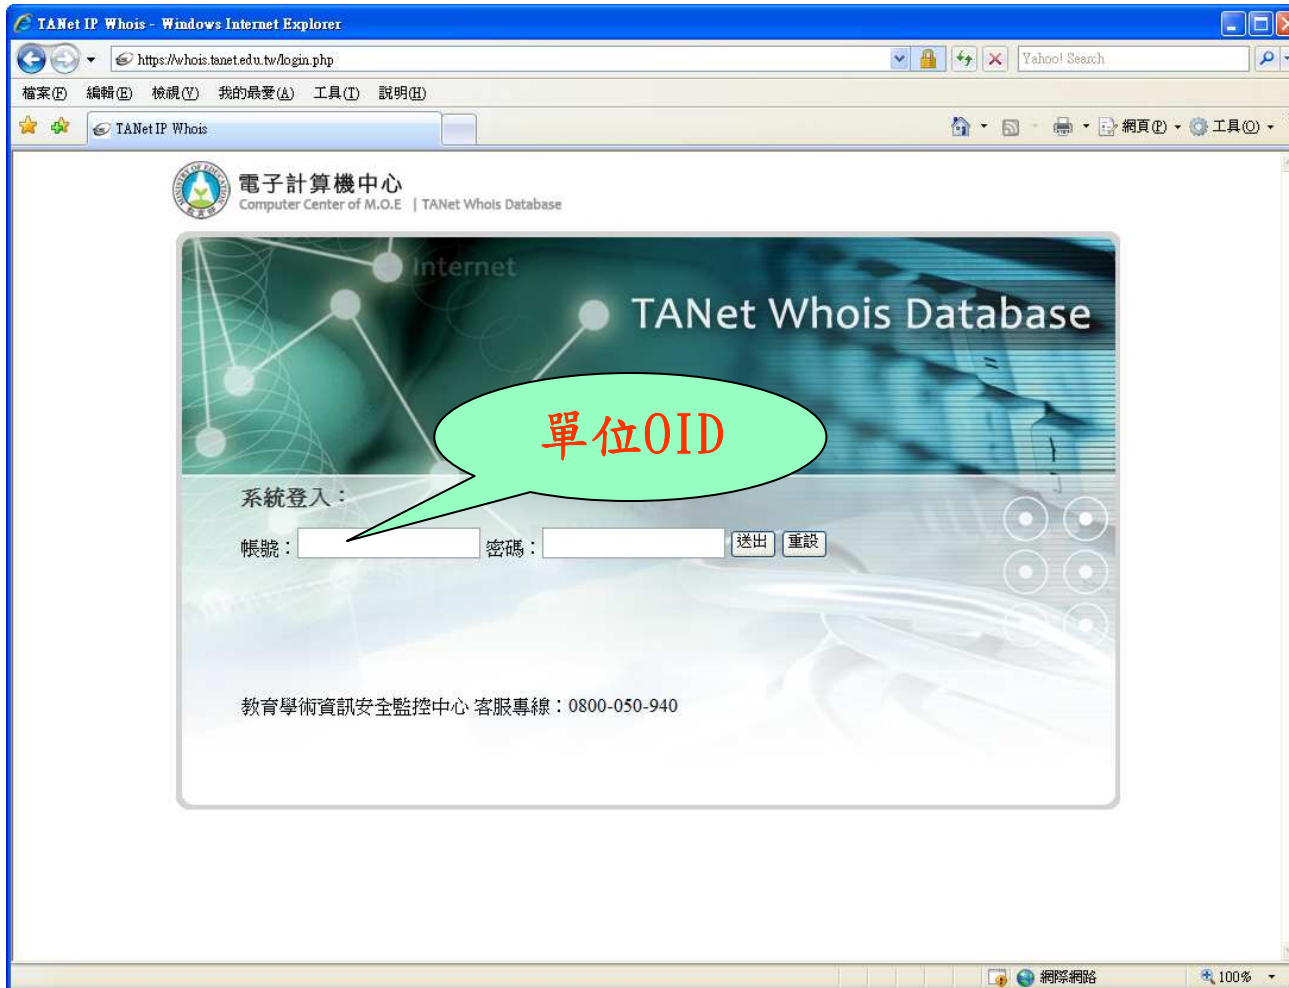 TANet IP Whois - Windows Internet Explorer
https://whois.tanet.edu.tw/login.php
Yahoo! Search
檔案(F) 編輯(E) 檢視(V) 我的最愛(A) 工具(T) 說明(H)
TANet IP Whois
網頁(P) 工具(O)
電子計算機中心
Computer Center of M.O.E | TANet Whois Database
Internet
TANet Whois Database
單位OID
系統登入：
帳號： 密碼： 送出 重設
教育學術資訊安全監控中心 客服專線：0800-050-940
網際網路 100%